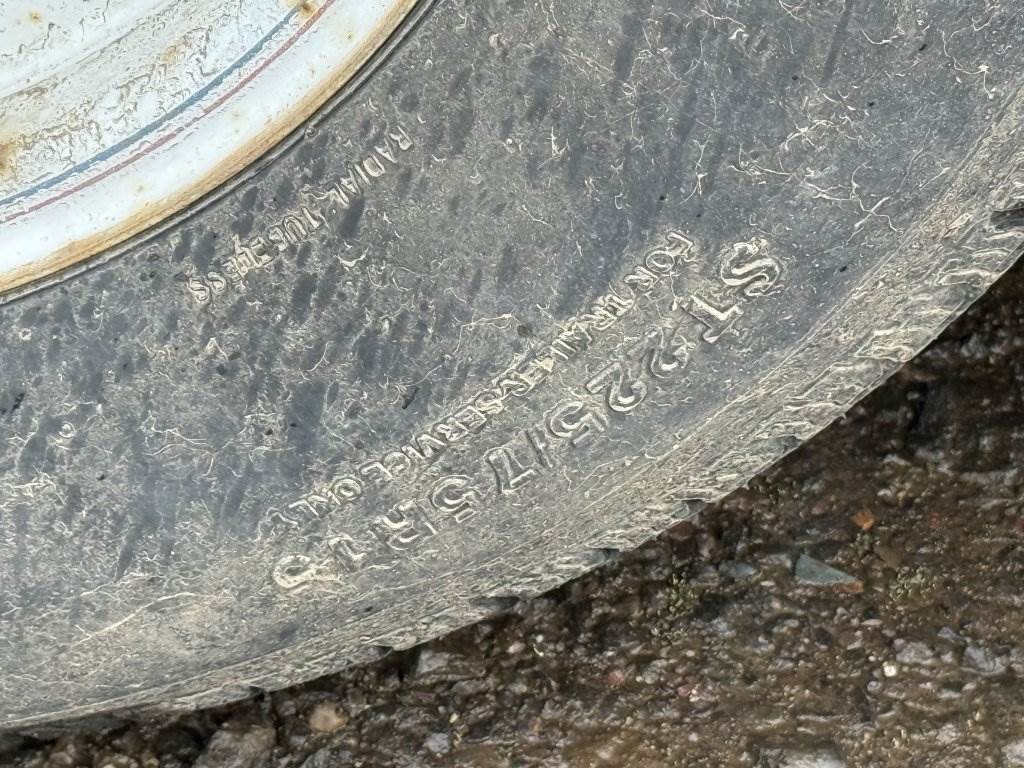 ST225/75R15
FOR TRAILER SERVICE ONLY
RADIAL TUBELESS